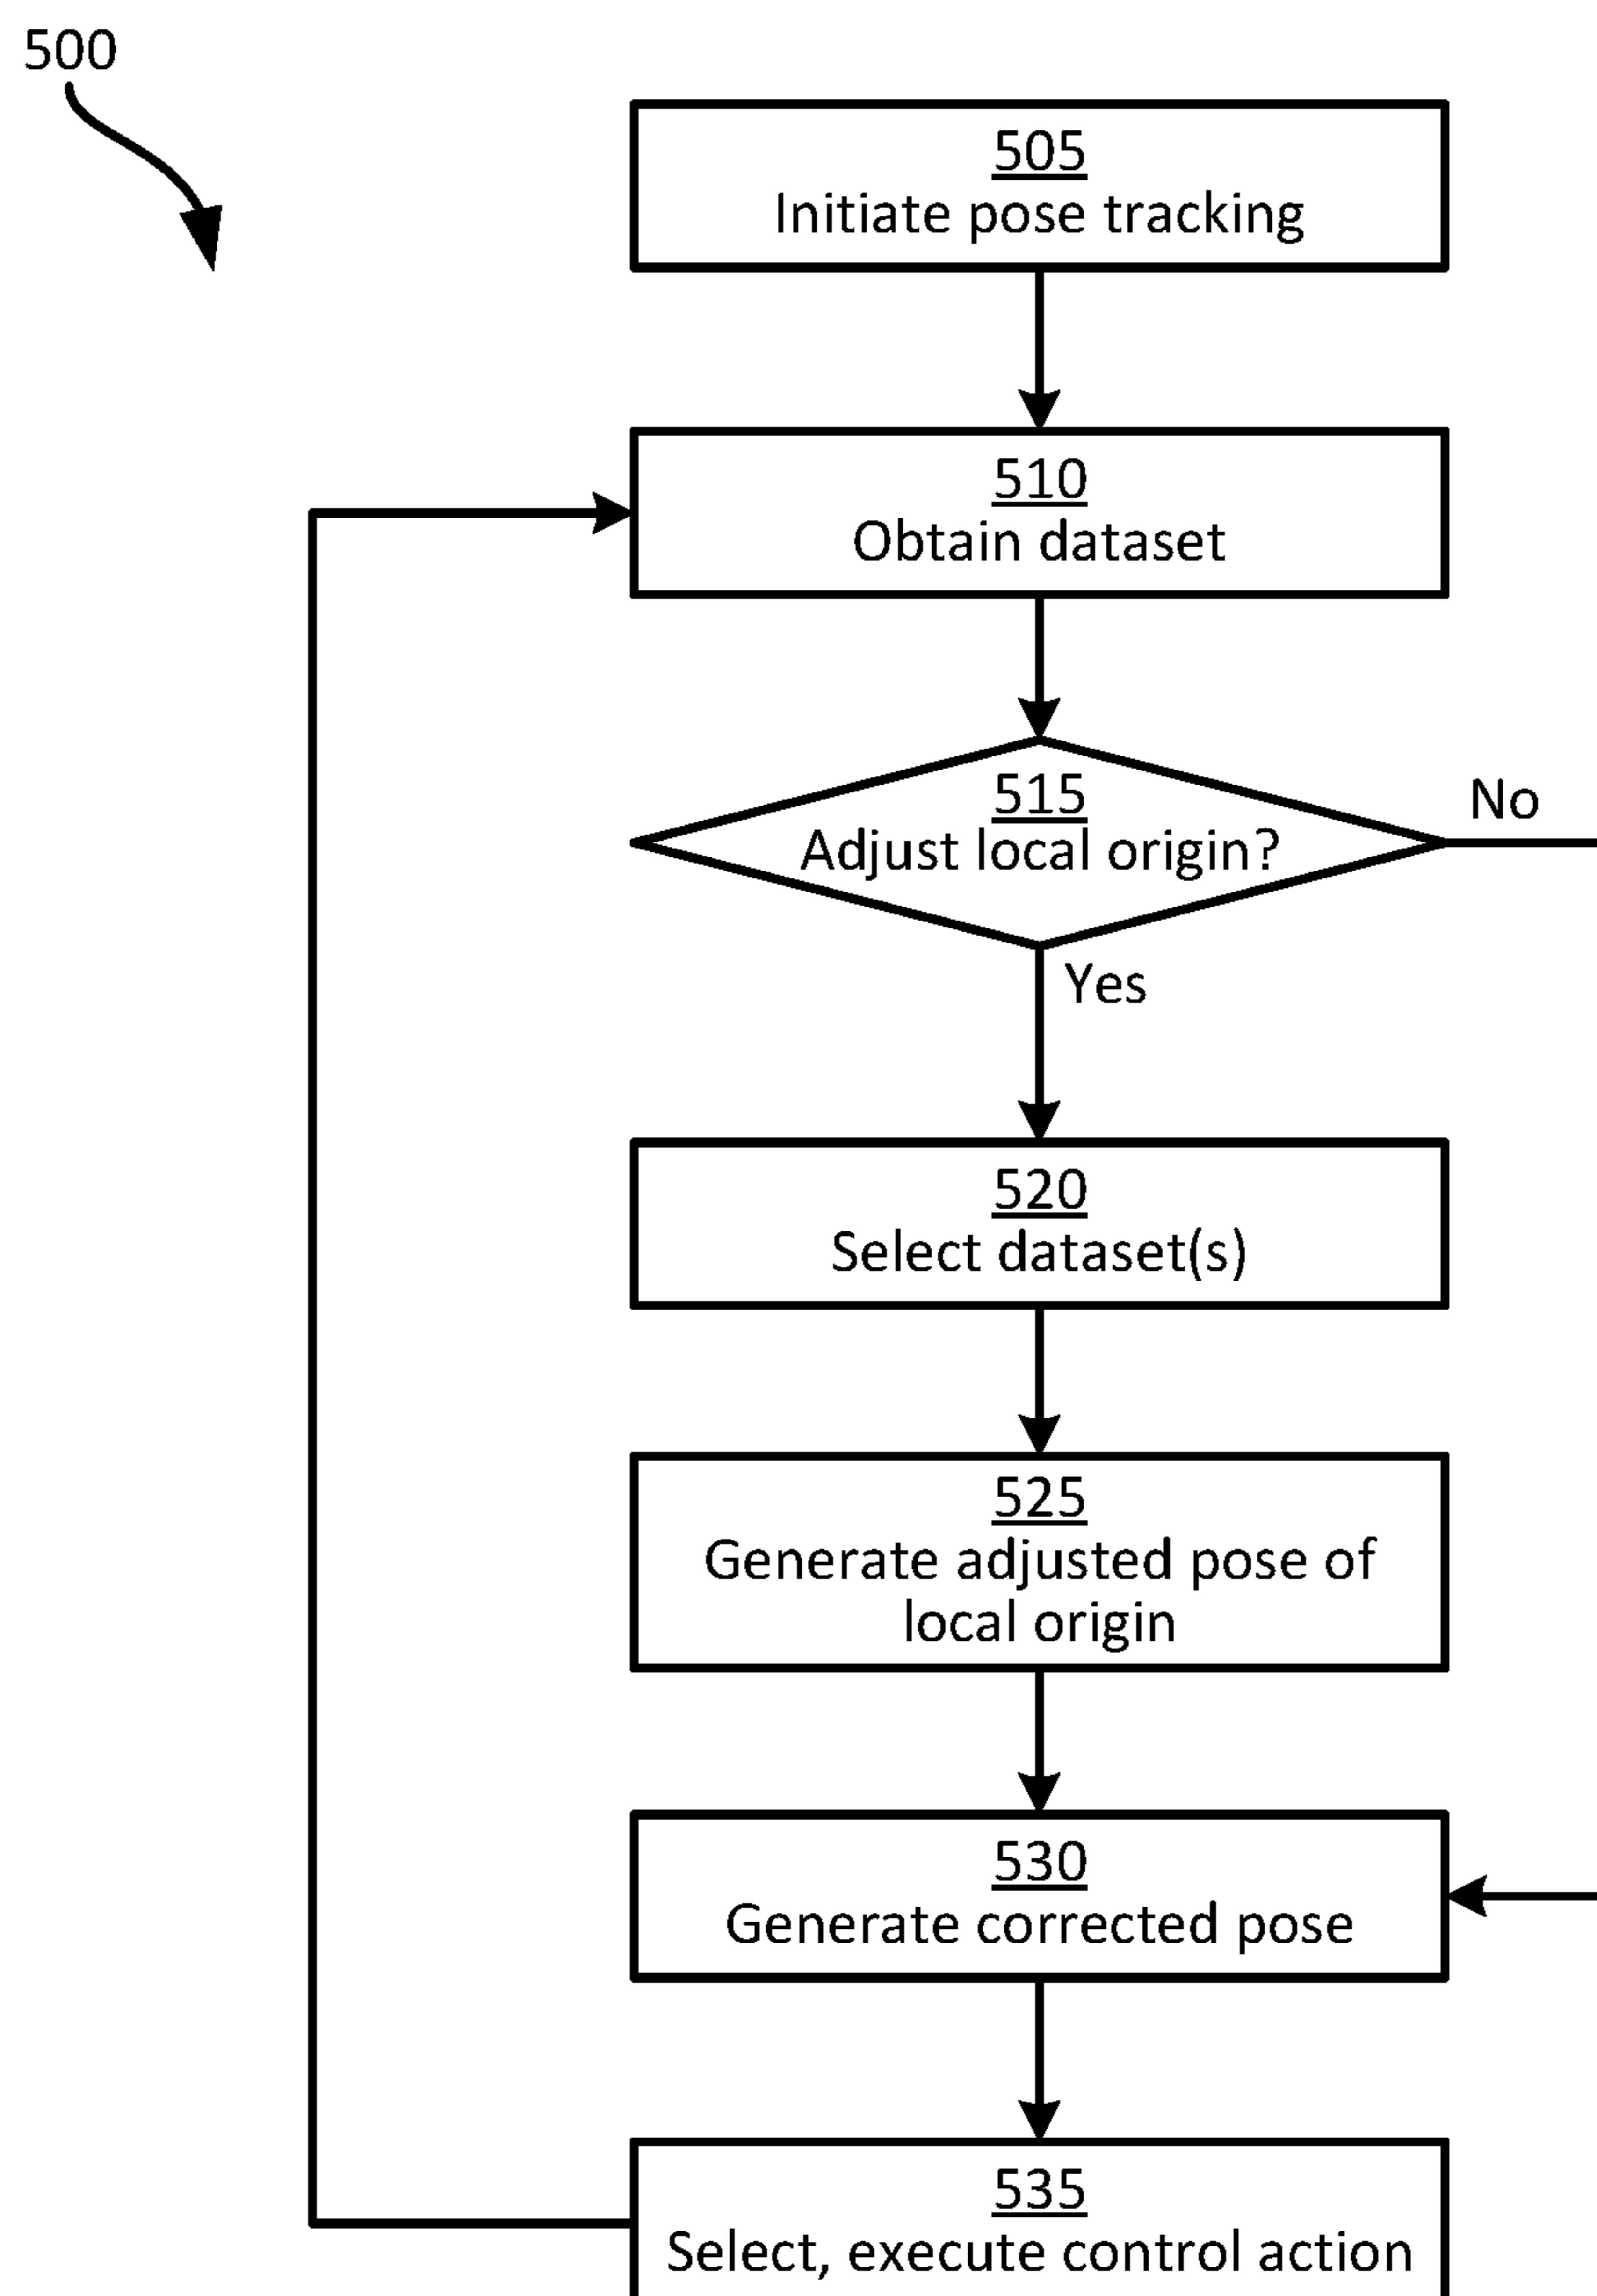 500
505
Initiate pose tracking
510
Obtain dataset
515
Adjust local origin?
No
Yes
520
Select dataset(s)
525
Generate adjusted pose of
local origin
530
Generate corrected pose
535
Select, execute control action